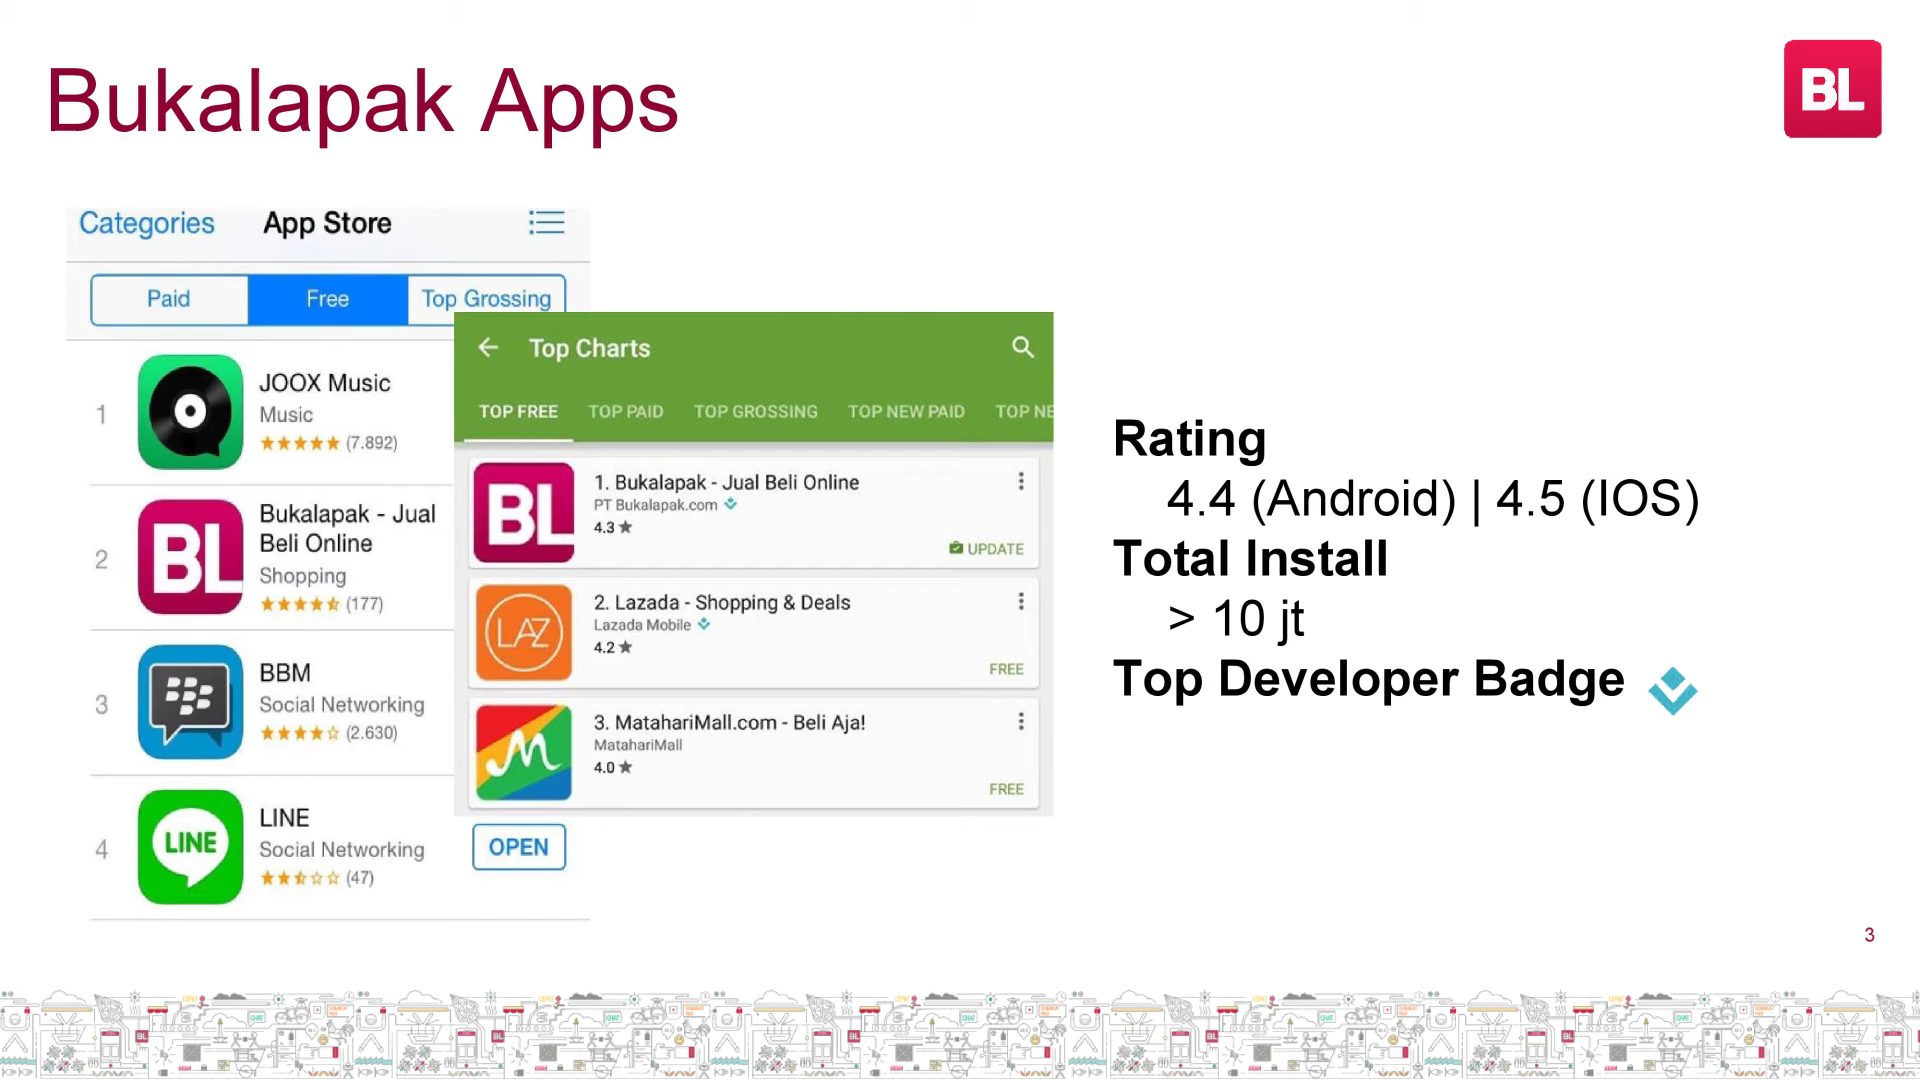 Bukalapak Apps
BL
Categories
App Store
Paid
Free
Top Grossing
1
JOOX Music
Music
(7.892)
2
BL
Bukalapak - Jual
Beli Online
Shopping
(177)
3
BBM
Social Networking
(2.630)
4
LINE
LINE
Social Networking
(47)
OPEN
Top Charts
TOP FREE
TOP PAID
TOP GROSSING
TOP NEW PAID
TOP NE
BL
1. Bukalapak - Jual Beli Online
PT Bukalapak.com
4.3
UPDATE
LAZ
2. Lazada - Shopping & Deals
Lazada Mobile
4.2
FREE
M
3. MatahariMall.com - Beli Aja!
MatahariMall
4.0
FREE
Rating
4.4 (Android) | 4.5 (IOS)
Total Install
> 10 jt
Top Developer Badge
3